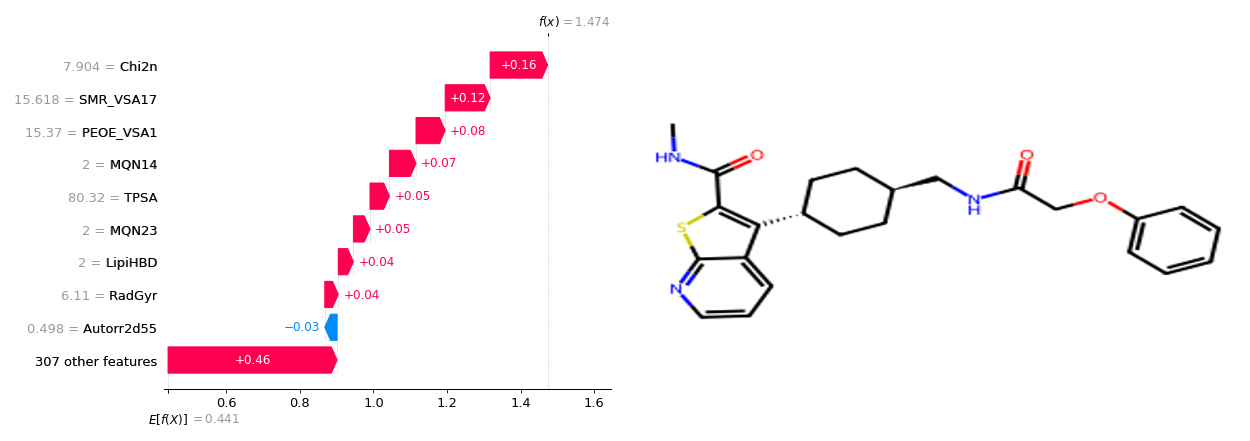 f(x) = 1.474
7.904 = Chi2n
+0.16
15.618 = SMR_VSA17
+0.12
15.37 = PEOE_VSA1
+0.08
2 = MQN14
+0.07
80.32 = TPSA
+0.05
2 = MQN23
+0.05
2 = LipiHBD
+0.04
6.11 = RadGyr
+0.04
0.498 = Autorr2d55
−0.03
307 other features
+0.46
0.6 0.8 1.0 1.2 1.4 1.6
E[f(X)] = 0.441
HN
O
S
N
N
H
O
O